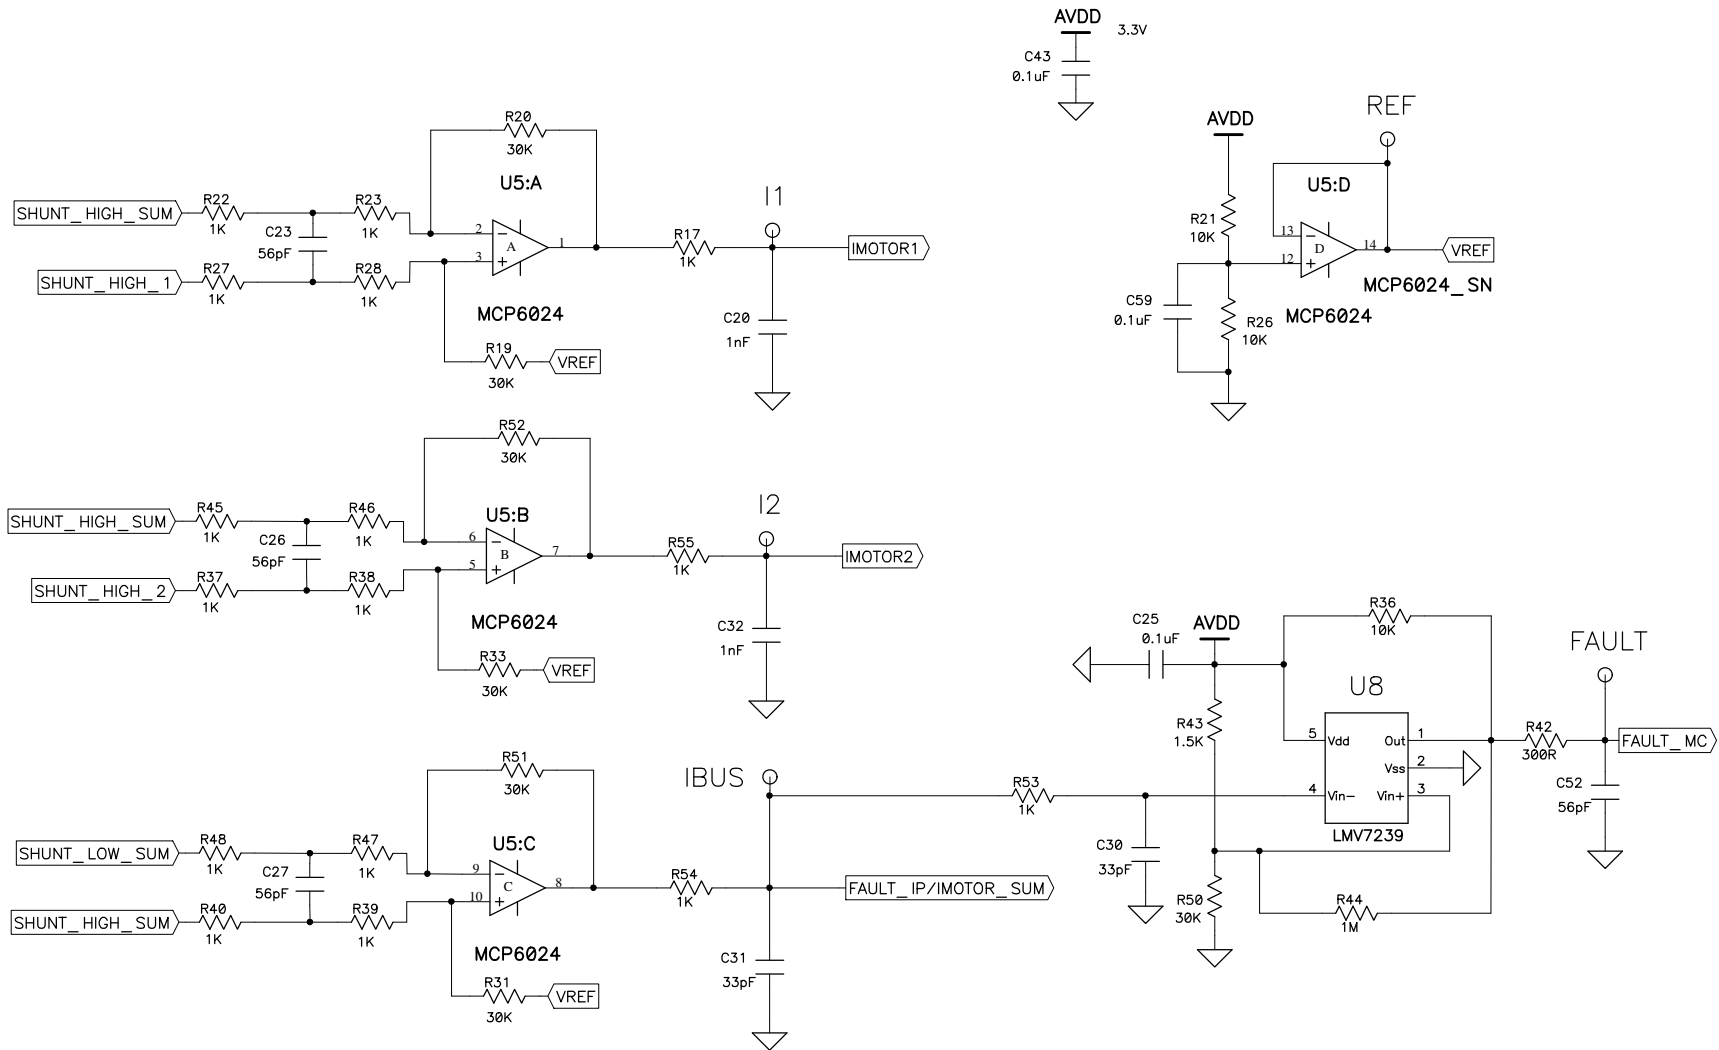 AVDD
3.3V
C43
0.1uF
R20
30K
U5:A
SHUNT_HIGH_SUM
R22
1K
R23
1K
C23
56pF
SHUNT_HIGH_1
R27
1K
R28
1K
2
3
A
1
MCP6024
R19
30K
VREF
R17
1K
I1
IMOTOR1
C20
1nF
AVDD
REF
U5:D
R21
10K
13
12
D
14
VREF
MCP6024_SN
MCP6024
C59
0.1uF
R26
10K
R52
30K
U5:B
SHUNT_HIGH_SUM
R45
1K
R46
1K
C26
56pF
SHUNT_HIGH_2
R37
1K
R38
1K
6
5
B
7
MCP6024
R33
30K
VREF
R55
1K
I2
IMOTOR2
C32
1nF
R51
30K
U5:C
SHUNT_LOW_SUM
R48
1K
R47
1K
C27
56pF
SHUNT_HIGH_SUM
R40
1K
R39
1K
9
10
C
8
MCP6024
R31
30K
VREF
R54
1K
IBUS
FAULT_IP/IMOTOR_SUM
C31
33pF
R53
1K
C30
33pF
C25
0.1uF
AVDD
R43
1.5K
R50
30K
R36
10K
U8
5
Vdd
Out
1
Vss
2
4
Vin-
Vin+
3
LMV7239
R44
1M
R42
300R
FAULT
FAULT_MC
C52
56pF